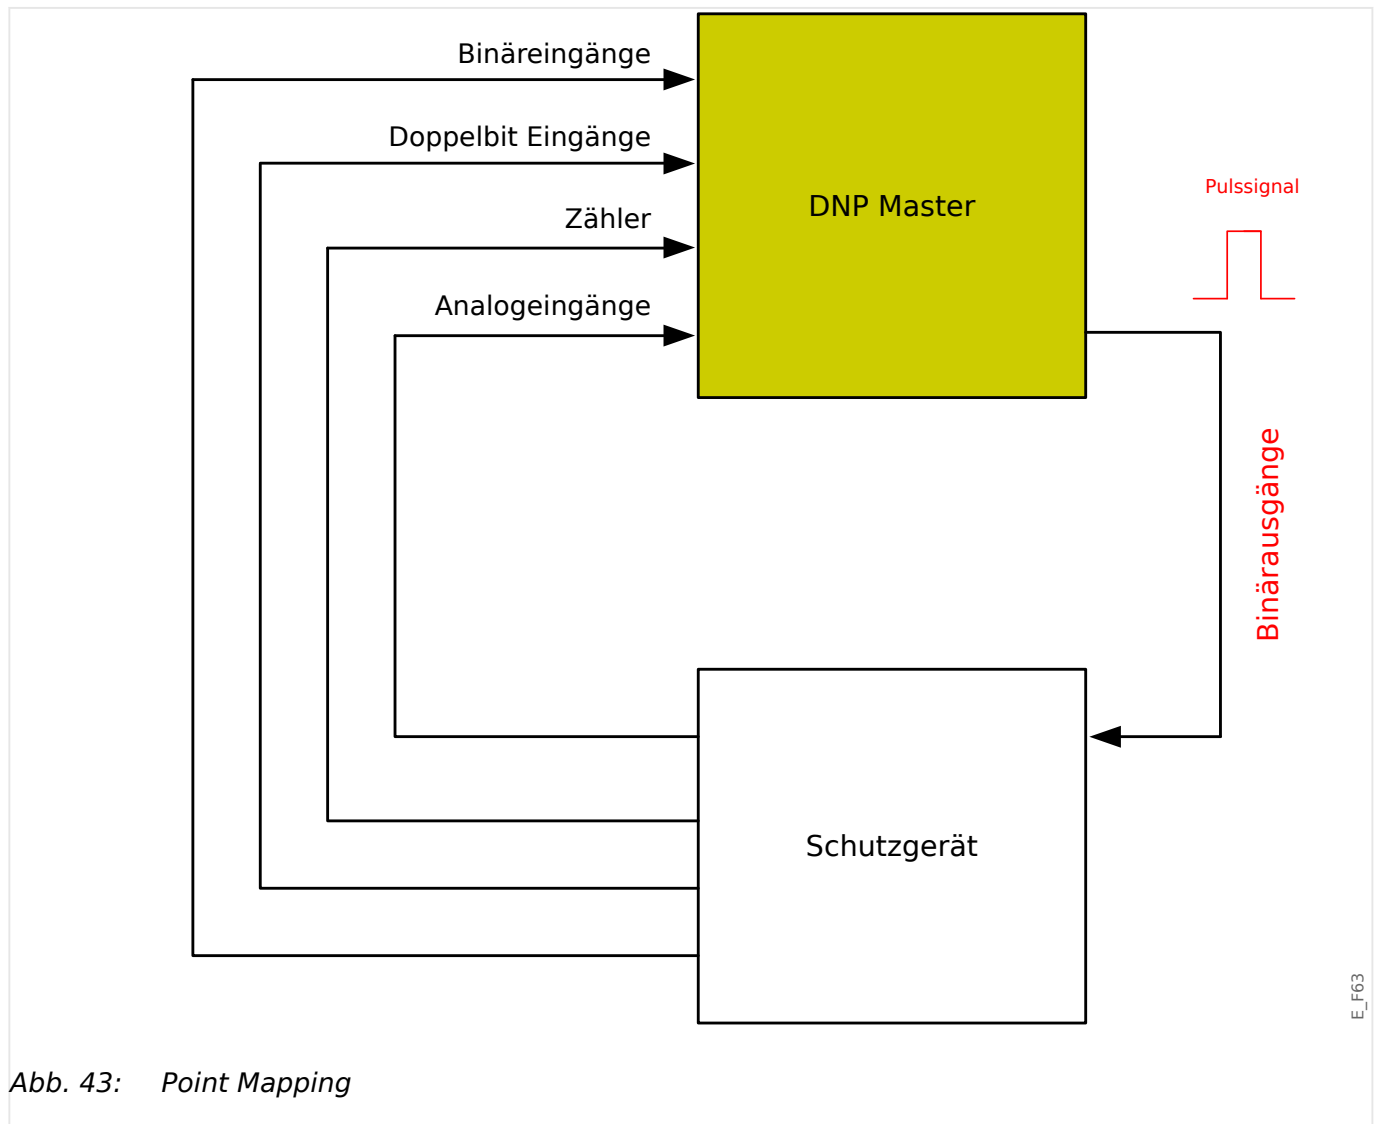 Binäreingänge
Doppelbit Eingänge
Zähler
Analogeingänge
DNP Master
Pulssignal
Binärausgänge
Schutzgerät
E_F63
Abb. 43: Point Mapping